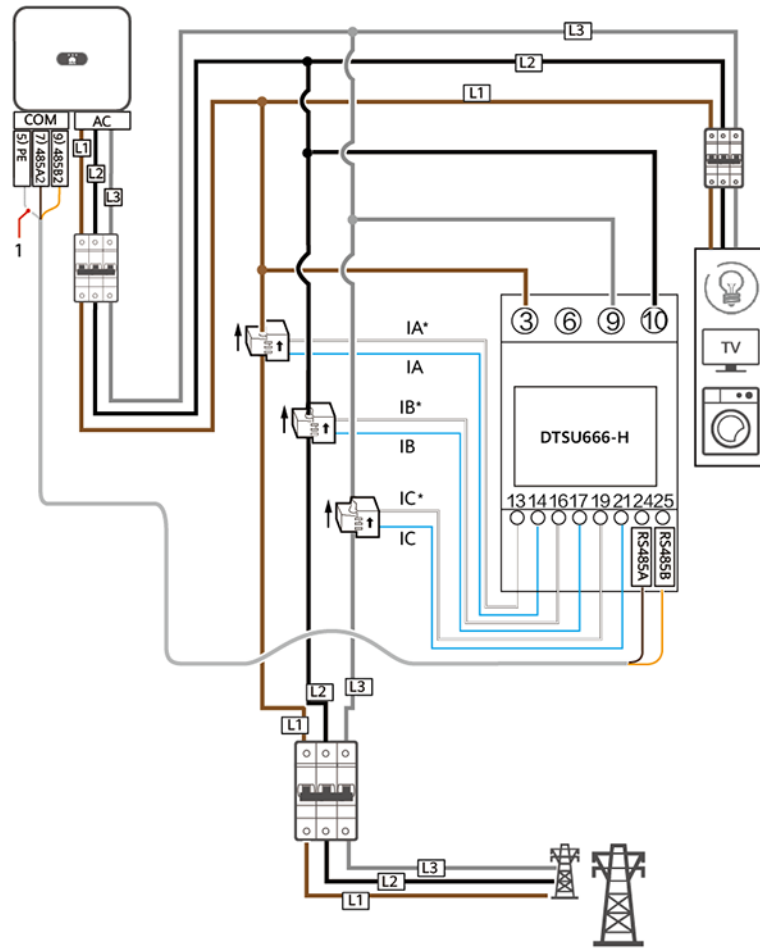 L3
L2
L1
COM
AC
5) PE
7) 485A2
9) 485B2
L1
L2
L3
1
3
6
9
10
IA*
IA
TV
IB*
IB
DTSU666-H
IC*
IC
13 14 16 17 19 21 24 25
RS485A
RS485B
L2
L3
L1
L3
L2
L1